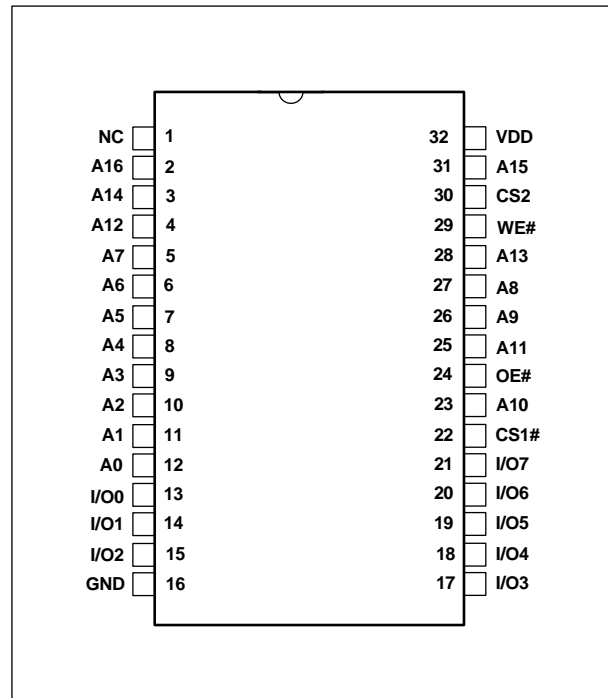 NC 1 32 VDD
A16 2 31 A15
A14 3 30 CS2
A12 4 29 WE#
A7 5 28 A13
A6 6 27 A8
A5 7 26 A9
A4 8 25 A11
A3 9 24 OE#
A2 10 23 A10
A1 11 22 CS1#
A0 12 21 I/O7
I/O0 13 20 I/O6
I/O1 14 19 I/O5
I/O2 15 18 I/O4
GND 16 17 I/O3